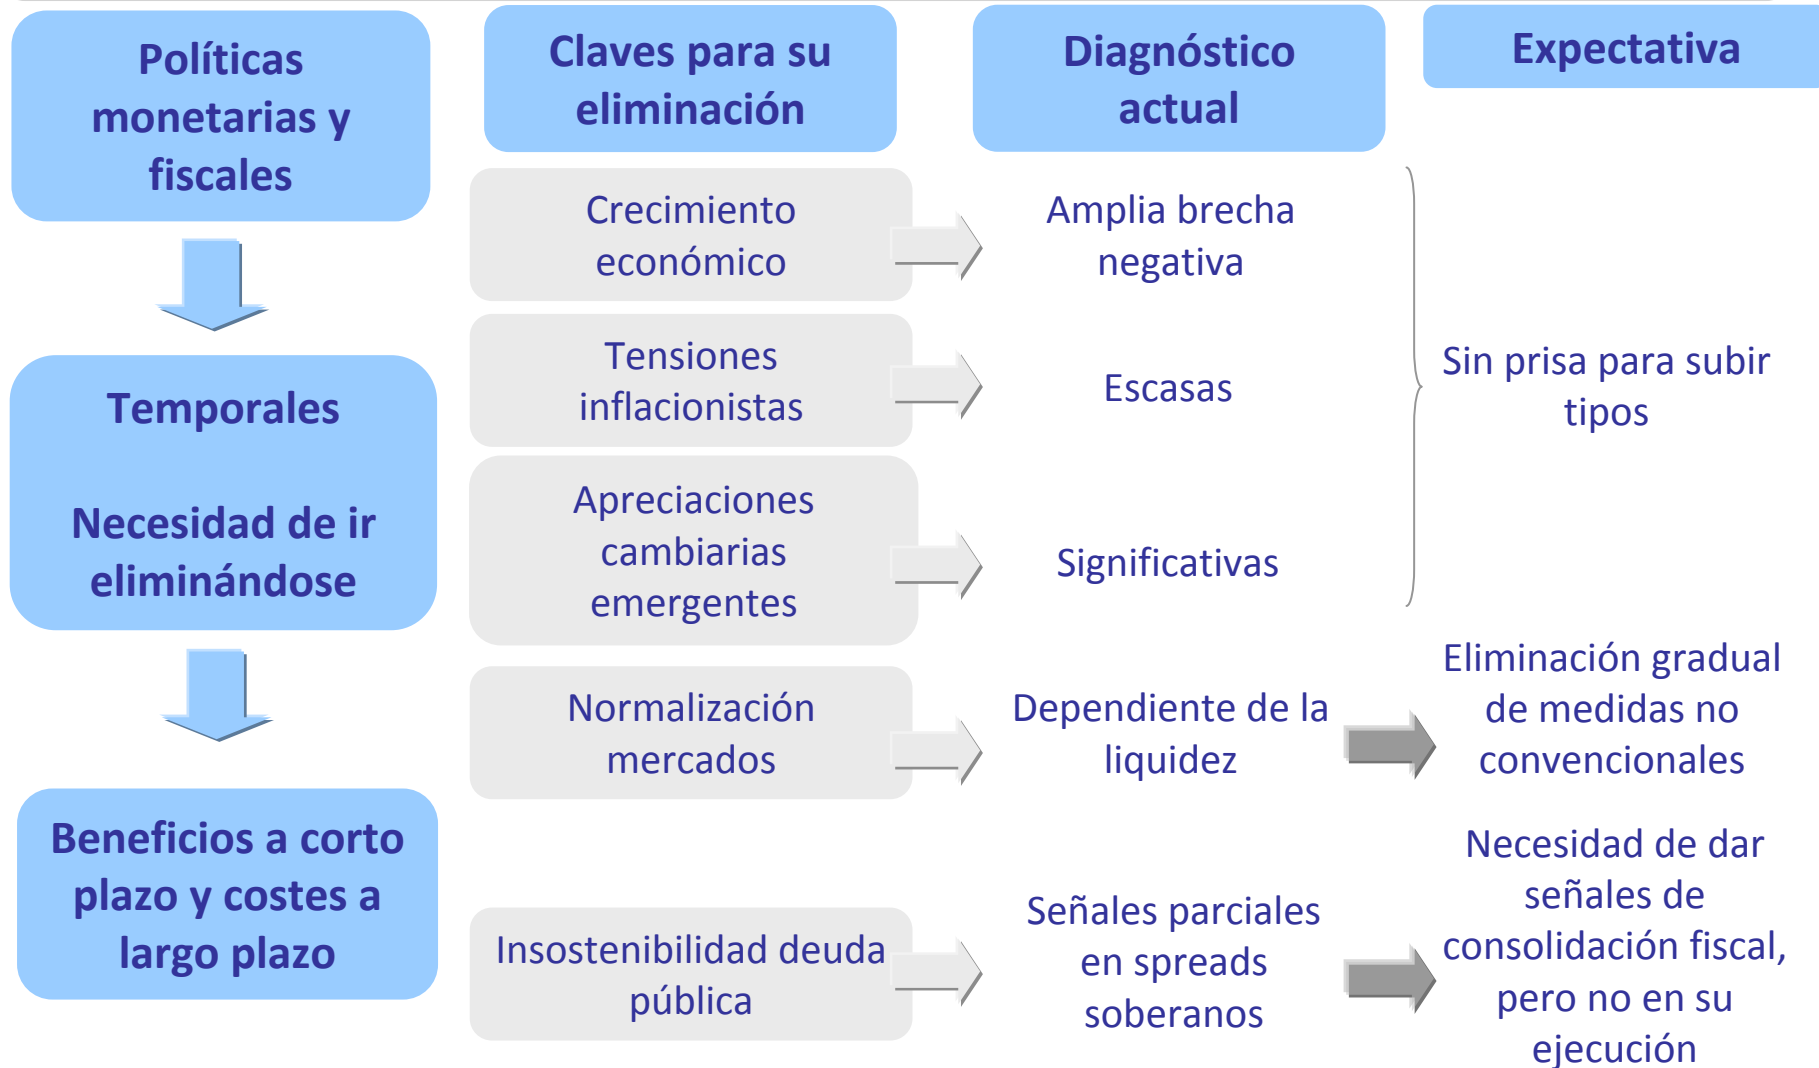 Políticas
monetarias y
fiscales
Temporales
Necesidad de ir
eliminándose
Beneficios a corto
plazo y costes a
largo plazo
Claves para su
eliminación
Diagnóstico
actual
Expectativa
Crecimiento
económico
Amplia brecha
negativa
Tensiones
inflacionistas
Escasas
Apreciaciones
cambiarias
emergentes
Significativas
Sin prisa para subir
tipos
Normalización
mercados
Dependiente de la
liquidez
Eliminación gradual
de medidas no
convencionales
Insostenibilidad deuda
pública
Señales parciales
en spreads
soberanos
Necesidad de dar
señales de
consolidación fiscal,
pero no en su
ejecución